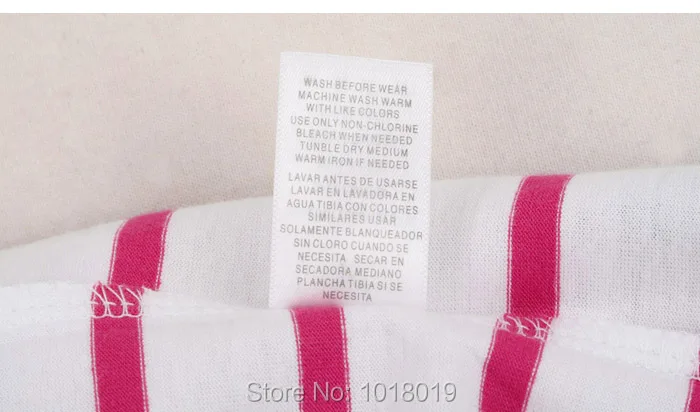 WASH BEFORE WEAR
MACHINE WASH WARM
WITH LIKE COLORS
USE ONLY NON-CHLORINE
BLEACH WHEN NEEDED
TUNBLE DRY MEDIUM
WARM IRON IF NEEDED
LAVAR ANTES DE USARSE
LAVAR EN LAVADORA EN
AGUA TIBIA CON COLORES
SIMILARES USAR
SOLAMENTE BLANQUEADOR
SIN CLORO CUANDO SE
NECESITA SECAR EN
SECADORA MEDIANO
PLANCHA TIBIA SI SE
NECESITA
Store No: 1018019